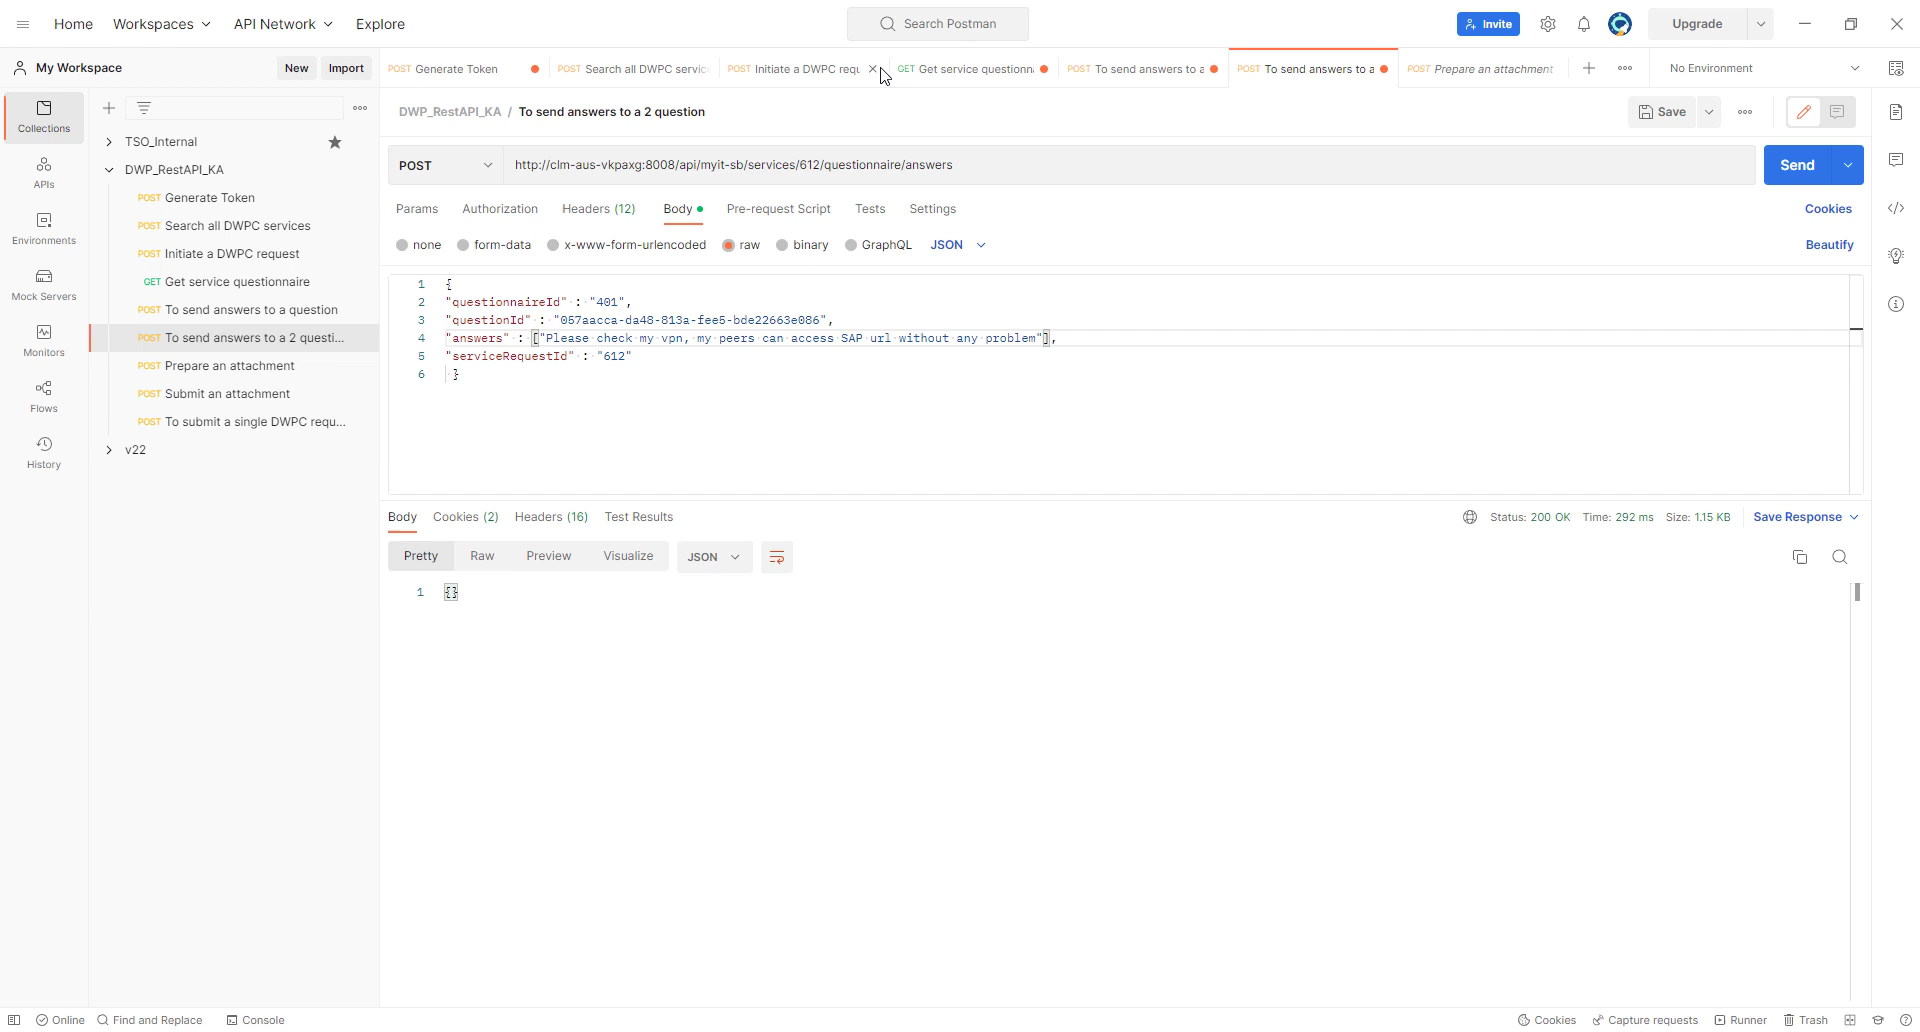 Home Workspaces API Network Explore Search Postman Invite Upgrade
My Workspace New Import
POST Generate Token POST Search all DWPC servic POST Initiate a DWPC requ GET Get service questionn POST To send answers to a POST To send answers to a POST Prepare an attachment No Environment
Collections
APIs
Environments
Mock Servers
Monitors
Flows
History
TSO_Internal
DWP_RestAPI_KA
POST Generate Token
POST Search all DWPC services
POST Initiate a DWPC request
GET Get service questionnaire
POST To send answers to a question
POST To send answers to a 2 questi...
POST Prepare an attachment
POST Submit an attachment
POST To submit a single DWPC requ...
v22
DWP_RestAPI_KA / To send answers to a 2 question Save
POST http://clm-aus-vkpaxg:8008/api/myit-sb/services/612/questionnaire/answers Send
Params Authorization Headers (12) Body Pre-request Script Tests Settings Cookies
none form-data x-www-form-urlencoded raw binary GraphQL JSON Beautify
1 {
2 "questionnaireId" : "401",
3 "questionId" : "057aacca-da48-813a-fee5-bde22663e086",
4 "answers" : ["Please check my vpn, my peers can access SAP url without any problem"],
5 "serviceRequestId" : "612"
6 }
Body Cookies (2) Headers (16) Test Results Status: 200 OK Time: 292 ms Size: 1.15 KB Save Response
Pretty Raw Preview Visualize JSON
1 {}
Online Find and Replace Console Cookies Capture requests Runner Trash